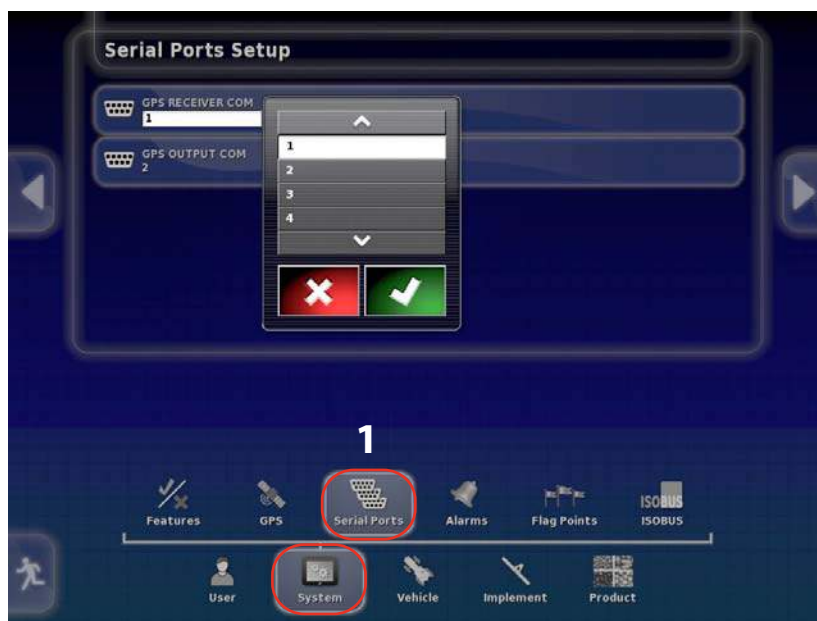 Serial Ports Setup
GPS RECEIVER COM
1
1
2
3
4
GPS OUTPUT COM
2
1
Features
GPS
Serial Ports
Alarms
Flag Points
ISOBUS
ISOBUS
User
System
Vehicle
Implement
Product